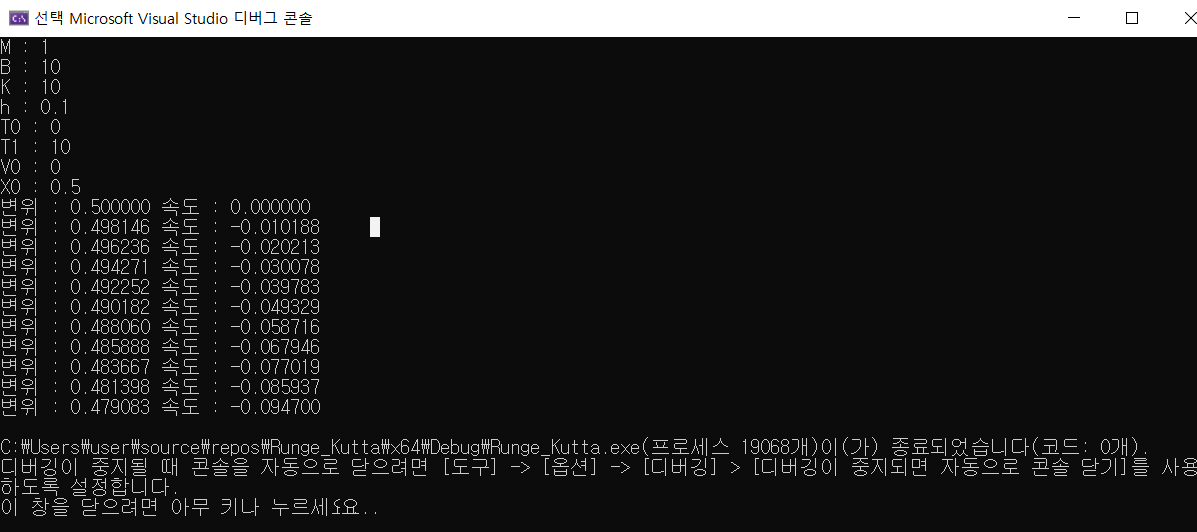 C:\ 선택 Microsoft Visual Studio 디버그 콘솔
M : 1
B : 10
K : 10
h : 0.1
T0 : 0
T1 : 10
V0 : 0
X0 : 0.5
변위 : 0.500000 속도 : 0.000000
변위 : 0.498146 속도 : -0.010188
변위 : 0.496236 속도 : -0.020213
변위 : 0.494271 속도 : -0.030078
변위 : 0.492252 속도 : -0.039783
변위 : 0.490182 속도 : -0.049329
변위 : 0.488060 속도 : -0.058716
변위 : 0.485888 속도 : -0.067946
변위 : 0.483667 속도 : -0.077019
변위 : 0.481398 속도 : -0.085937
변위 : 0.479083 속도 : -0.094700
C:₩Users₩user₩source₩repos₩Runge_Kutta₩x64₩Debug₩Runge_Kutta.exe(프로세스 19068개)이(가) 종료되었습니다(코드: 0개).
디버깅이 중지될 때 콘솔을 자동으로 닫으려면 [도구] -> [옵션] -> [디버깅] > [디버깅이 중지되면 자동으로 콘솔 닫기]를 사용
하도록 설정합니다.
이 창을 닫으려면 아무 키나 누르세요..